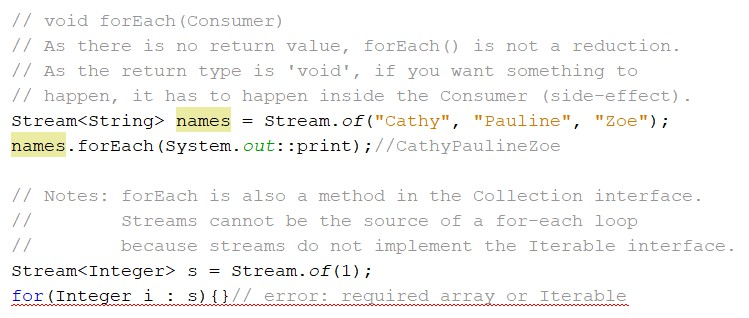 // void forEach(Consumer)
// As there is no return value, forEach() is not a reduction.
// As the return type is 'void', if you want something to
// happen, it has to happen inside the Consumer (side-effect).
Stream<String> names = Stream.of("Cathy", "Pauline", "Zoe");
names.forEach(System.out::print);//CathyPaulineZoe
// Notes: forEach is also a method in the Collection interface.
//        Streams cannot be the source of a for-each loop
//        because streams do not implement the Iterable interface.
Stream<Integer> s = Stream.of(1);
for(Integer i : s){}// error: required array or Iterable